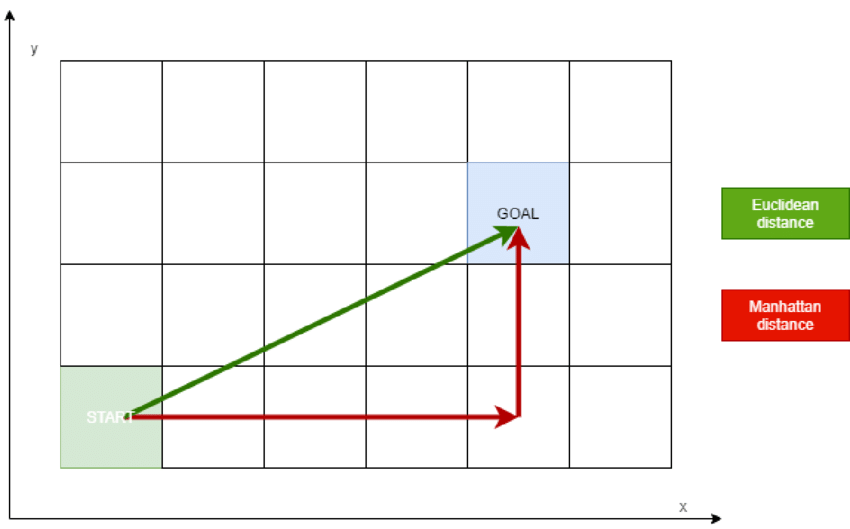 y
GOAL
Euclidean
distance
Manhattan
distance
START
x